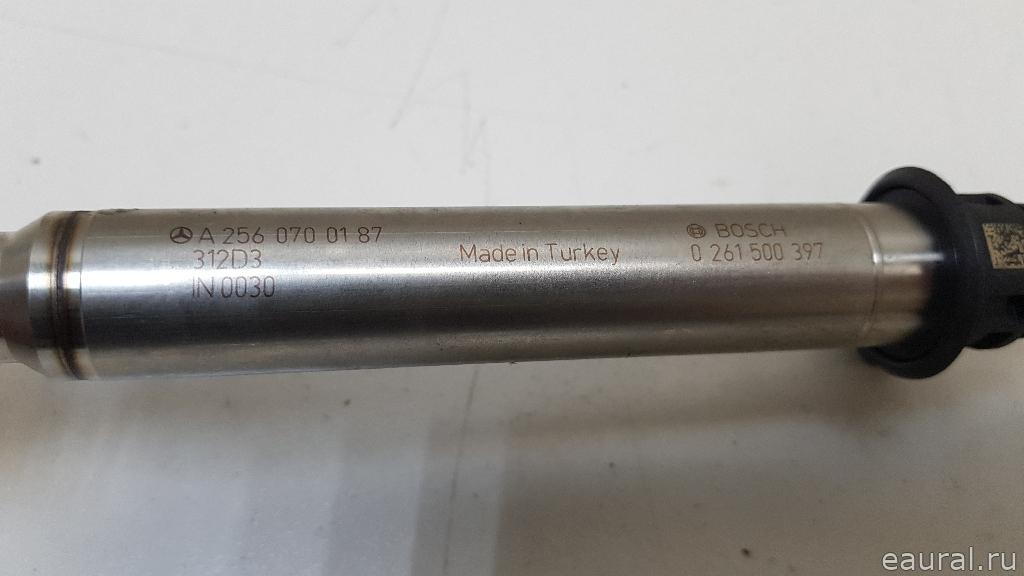 A 256 070 01 87
312D3
IN 0030
Made in Turkey
BOSCH
0 261 500 397
eaural.ru